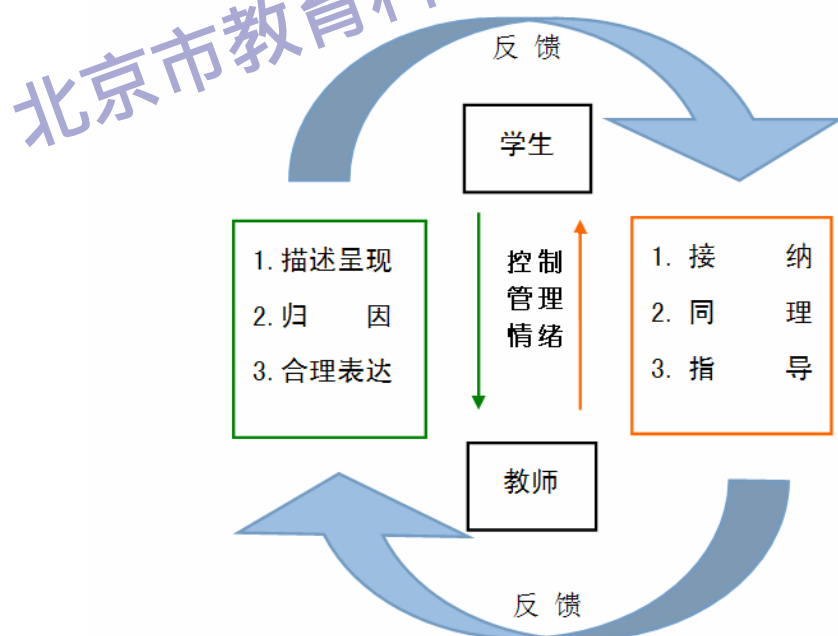 北京市教育科
反 馈
学生
1. 描述呈现
2. 归 因
3. 合理表达
控制
管理
情绪
1. 接 纳
2. 同 理
3. 指 导
教师
反 馈